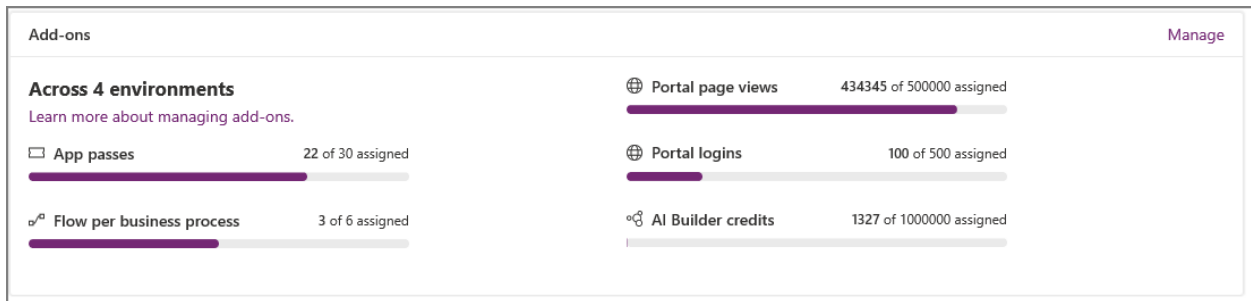 Add-ons
Manage
Across 4 environments
Learn more about managing add-ons.
App passes 22 of 30 assigned
Flow per business process 3 of 6 assigned
Portal page views 434345 of 500000 assigned
Portal logins 100 of 500 assigned
AI Builder credits 1327 of 1000000 assigned